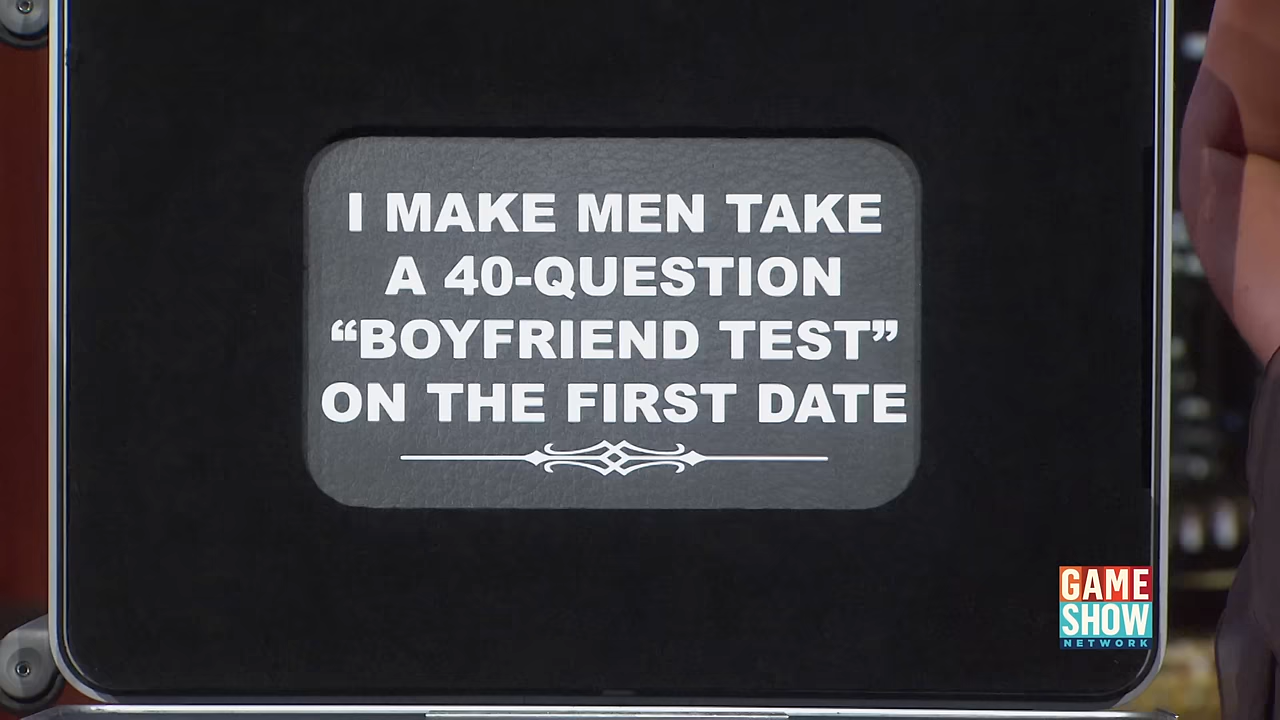 I MAKE MEN TAKE
A 40-QUESTION
“BOYFRIEND TEST”
ON THE FIRST DATE
GAME
SHOW
NETWORK